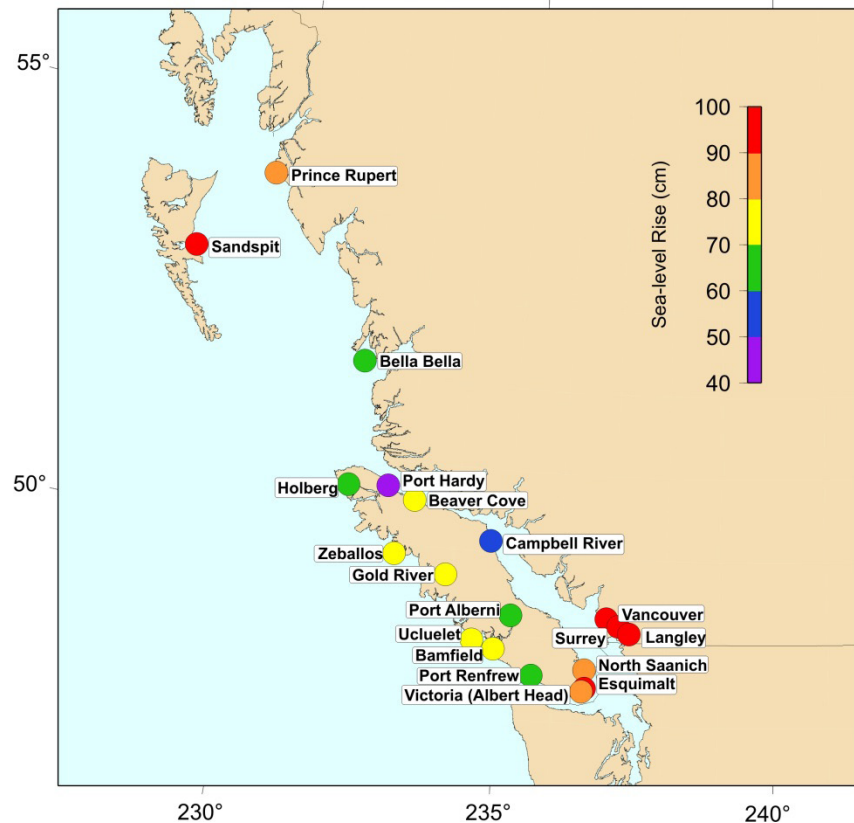 55°
100
90
80
70
60
50
40
Sea-level Rise (cm)
Prince Rupert
Sandspit
Bella Bella
50°
Port Hardy
Holberg
Beaver Cove
Campbell River
Zeballos
Gold River
Port Alberni
Vancouver
Ucluelet
Surrey
Langley
Bamfield
North Saanich
Port Renfrew
Esquimalt
Victoria (Albert Head)
230°
235°
240°